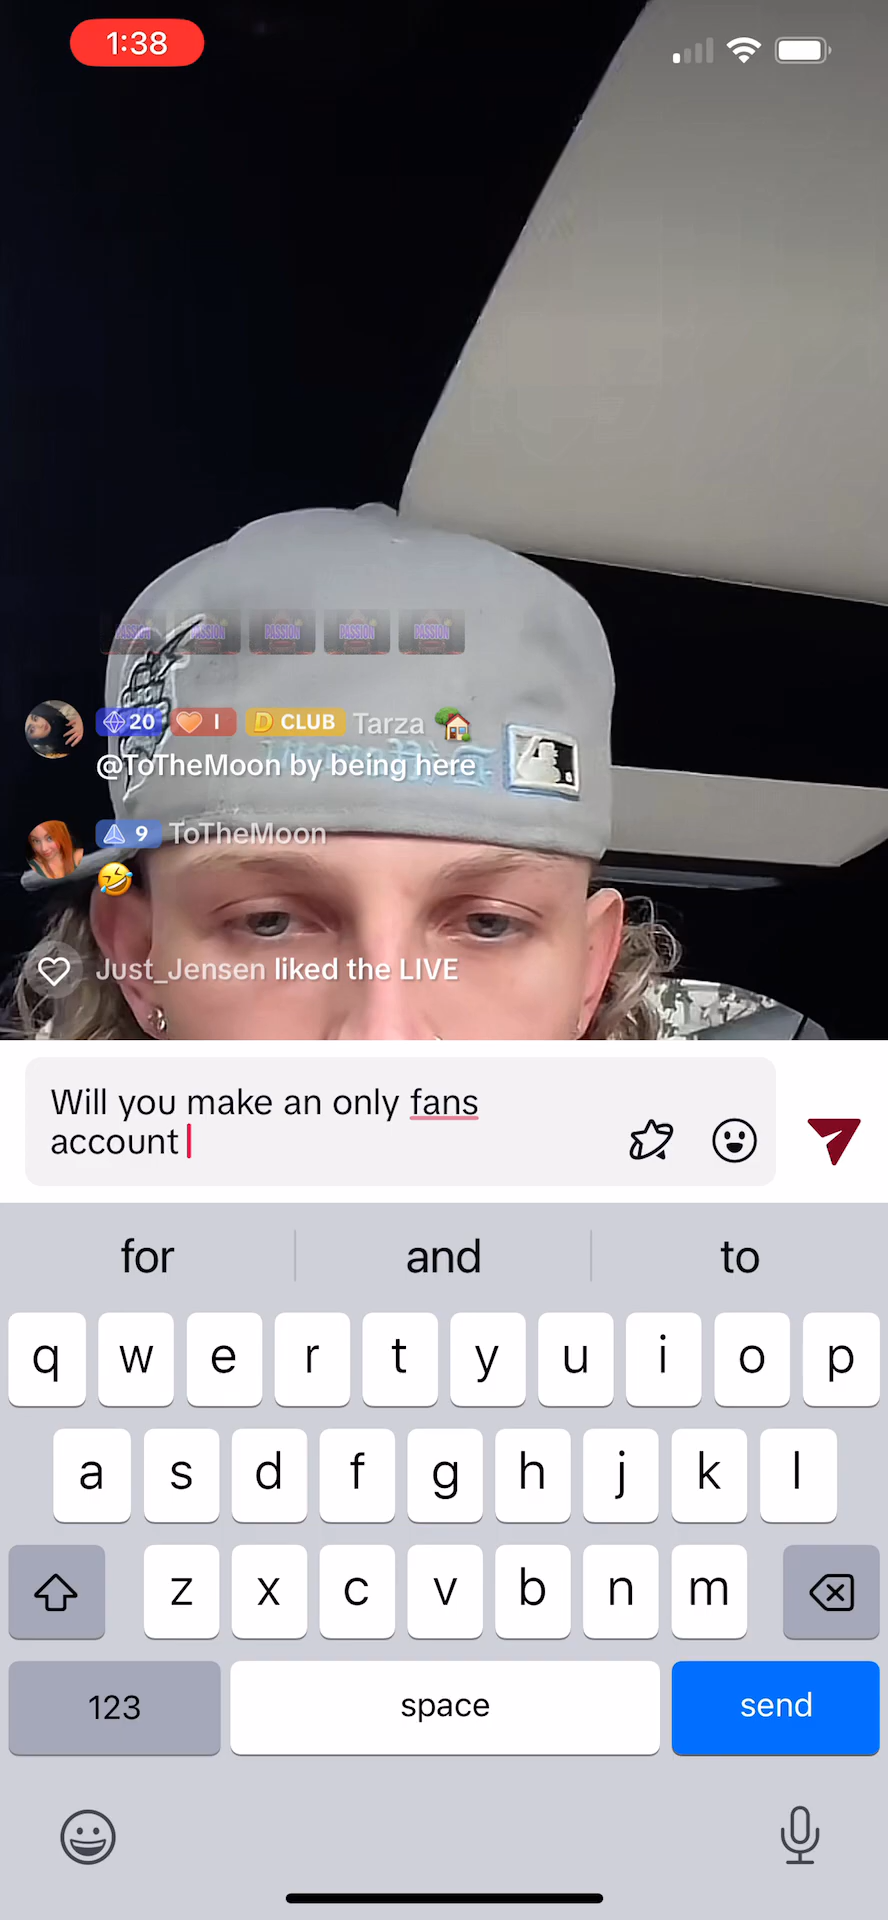 1:38
PASSION PASSION PASSION PASSION
20 I D CLUB Tarza
@ToTheMoon by being here
9 ToTheMoon
Just_Jensen liked the LIVE
Will you make an only fans
account
for and to
q w e r t y u i o p
a s d f g h j k l
z x c v b n m
123 space send